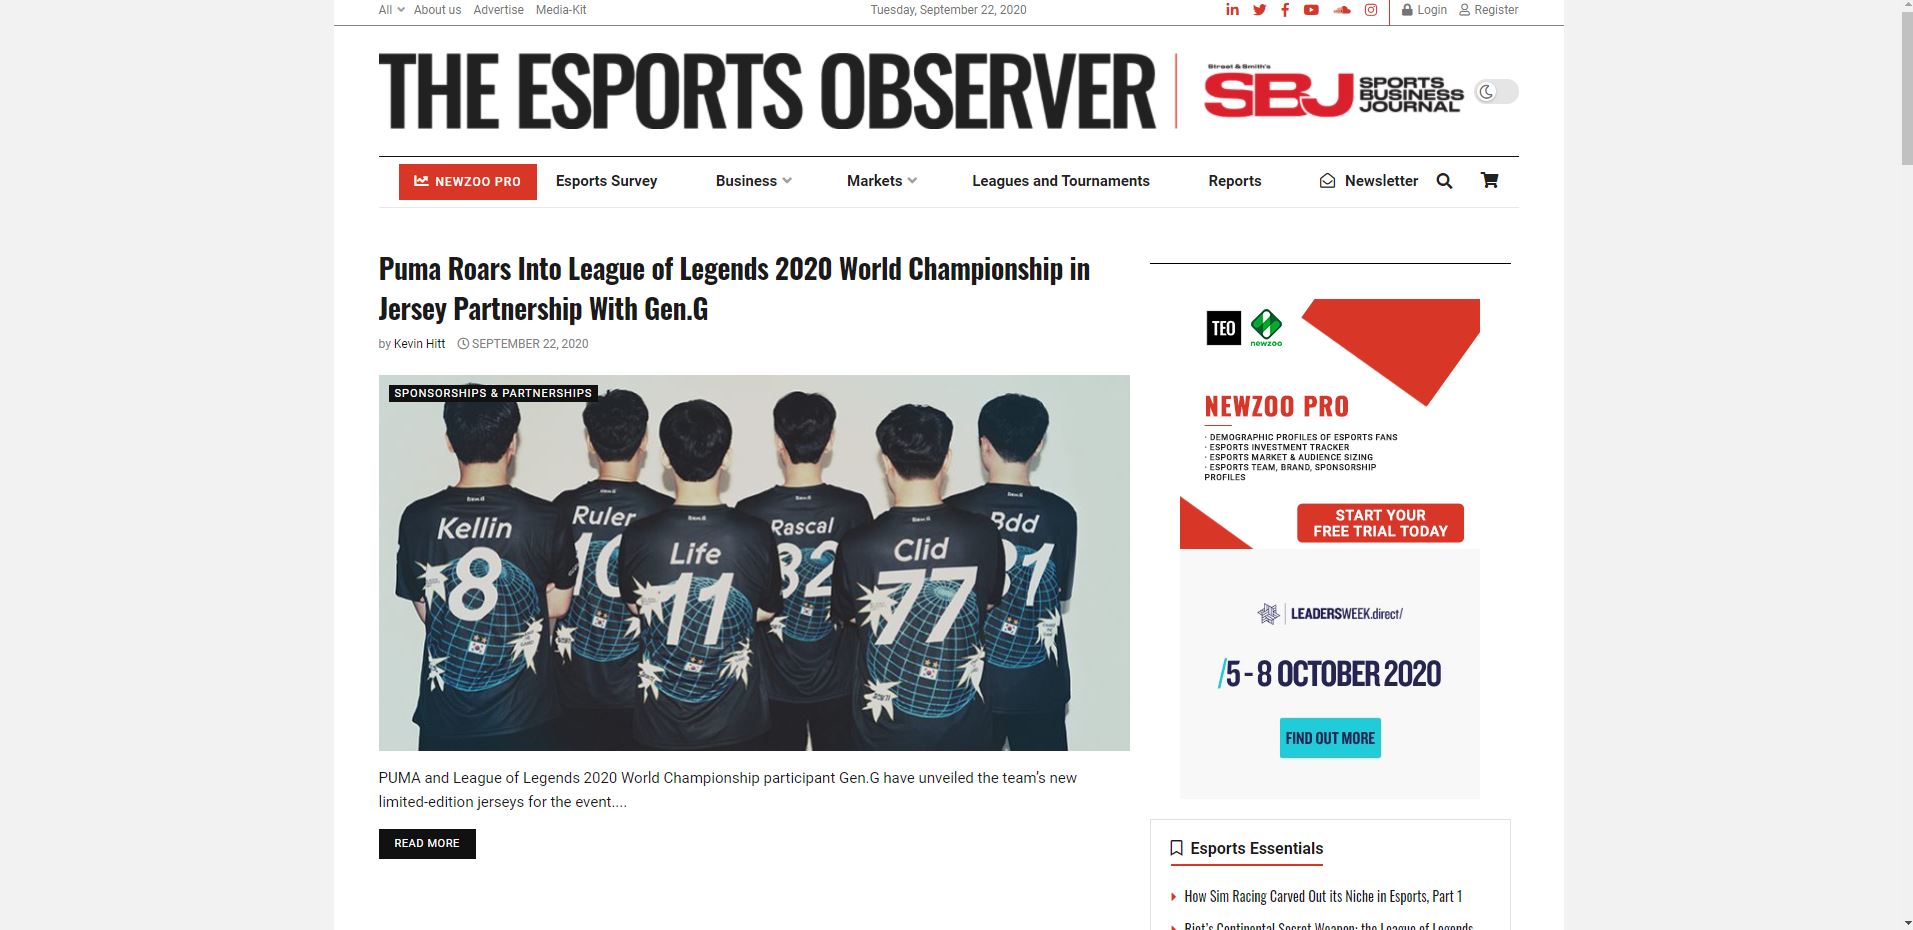 All About us Advertise Media-Kit
Tuesday, September 22, 2020
Login Register
THE ESPORTS OBSERVER
Street & Smith's
SBJ
SPORTS
BUSINESS
JOURNAL
NEWZOO PRO Esports Survey Business Markets Leagues and Tournaments Reports Newsletter
Puma Roars Into League of Legends 2020 World Championship in
Jersey Partnership With Gen.G
by Kevin Hitt SEPTEMBER 22, 2020
SPONSORSHIPS & PARTNERSHIPS
Kellin
8
Ruler
10
Life
11
Rascal
32
Clid
77
Bdd
31
PUMA and League of Legends 2020 World Championship participant Gen.G have unveiled the team’s new
limited-edition jerseys for the event....
READ MORE
TEO
newzoo
NEWZOO PRO
· DEMOGRAPHIC PROFILES OF ESPORTS FANS
· ESPORTS INVESTMENT TRACKER
· ESPORTS MARKET & AUDIENCE SIZING
· ESPORTS TEAM, BRAND, SPONSORSHIP
PROFILES
START YOUR
FREE TRIAL TODAY
LEADERSWEEK.direct/
/5 - 8 OCTOBER 2020
FIND OUT MORE
Esports Essentials
How Sim Racing Carved Out its Niche in Esports, Part 1
Riot’s Continental Secret Weapon: the League of Legends